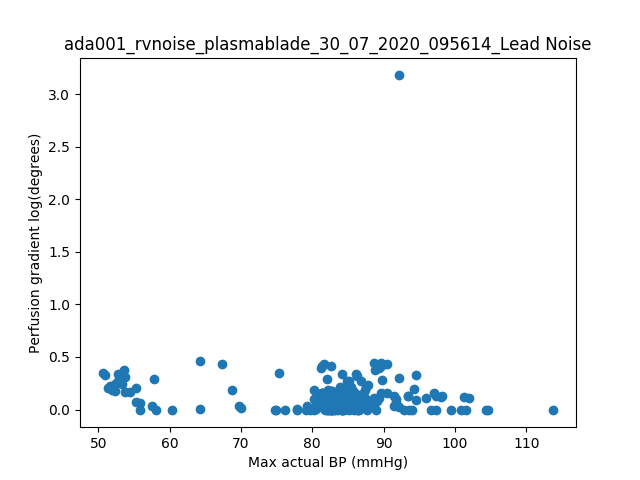 ada001_rvnoise_plasmablade_30_07_2020_095614_Lead Noise
Perfusion gradient log(degrees)
3.0
2.5
2.0
1.5
1.0
0.5
0.0
50 60 70 80 90 100 110
Max actual BP (mmHg)